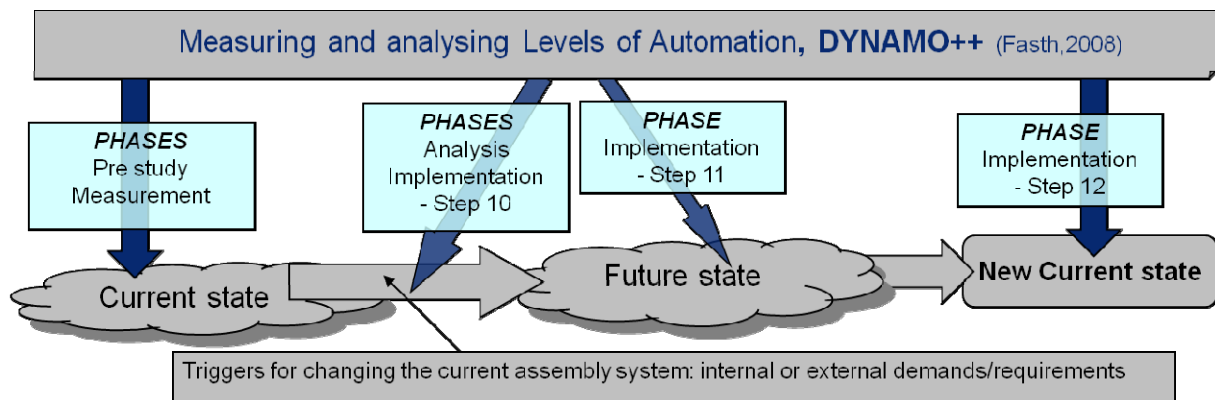 Measuring and analysing Levels of Automation, DYNAMO++ (Fasth,2008)
PHASES
Pre study
Measurement
PHASES
Analysis
Implementation
- Step 10
PHASE
Implementation
- Step 11
PHASE
Implementation
- Step 12
Current state
Future state
New Current state
Triggers for changing the current assembly system: internal or external demands/requirements